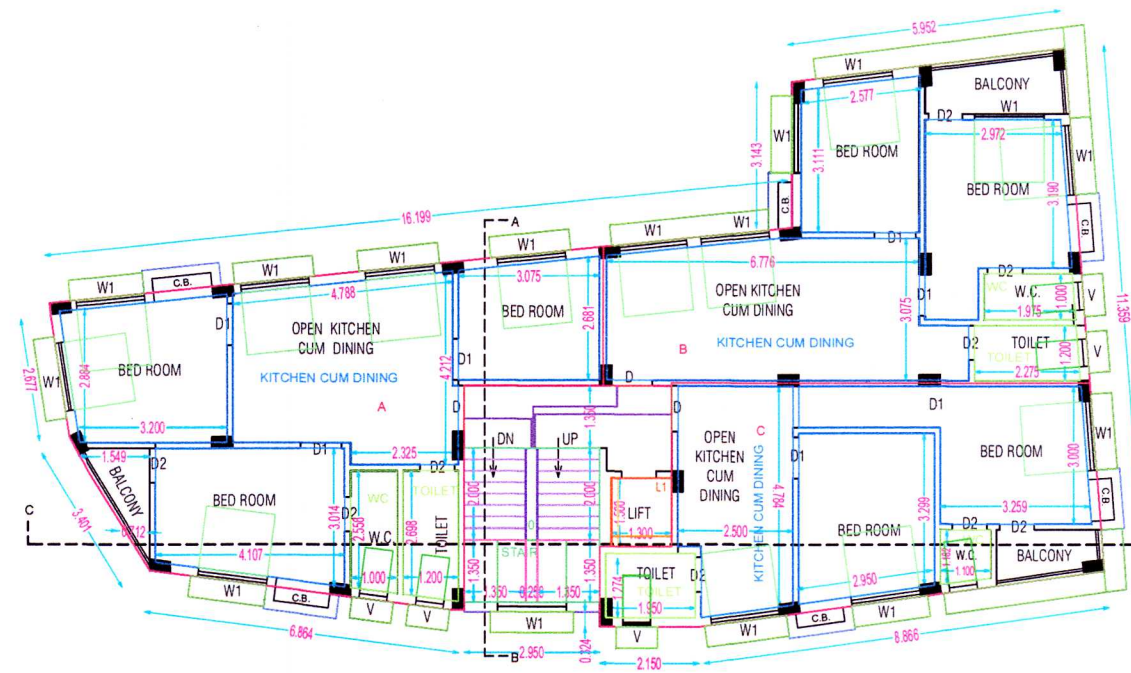 5.952
W1
BALCONY
W1
D2
2.577
2.972
3.143
W1
3.111
BED ROOM
W1
BED ROOM
3.190
C.B.
C.B.
11.359
16.199
A
W1
W1
W1
W1
W1
W1
C.B.
D1
6.776
D2
WC
W.C.
1.000
V
1.975
4.788
3.075
BED ROOM
2.681
OPEN KITCHEN
CUM DINING
KITCHEN CUM DINING
3.075
D1
B
D2
TOILET
TOILET
1.200
V
2.275
D1
OPEN KITCHEN
CUM DINING
KITCHEN CUM DINING
4.212
D1
D
2.677
W1
2.884
BED ROOM
3.200
A
D
1.350
D
D1
1.549
D2
BALCONY
D1
2.325
D2
DN
UP
OPEN
KITCHEN
CUM
DINING
C
KITCHEN CUM DINING
D1
4.784
BED ROOM
3.000
W1
C.B.
3.259
C
3.401
0.712
BED ROOM
3.014
4.107
D2
WC
W.C
2.558
1.000
TOILET
TOILET
2.698
1.200
2.000
2.000
STAIR
1.350
1.350
1.350
0.250
1.350
L1
1.500
LIFT
1.300
2.500
3.299
BED ROOM
2.950
D2
D2
W.C.
1.162
1.100
BALCONY
TOILET
TOILET
D2
1.774
1.950
W1
C.B.
V
V
W1
V
W1
C.B.
W1
6.864
2.950
B
0.324
2.150
8.866